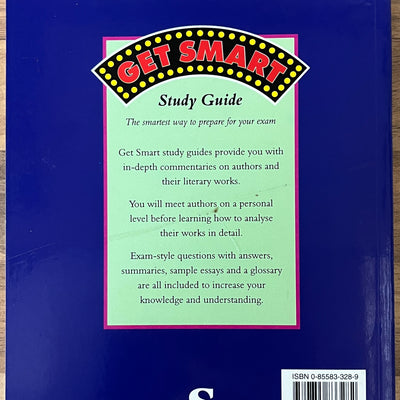 GET SMART
Study Guide
The smartest way to prepare for your exam
Get Smart study guides provide you with
in-depth commentaries on authors and
their literary works.
You will meet authors on a personal
level before learning how to analyse
their works in detail.
Exam-style questions with answers,
summaries, sample essays and a glossary
are all included to increase your
knowledge and understanding.
ISBN 0-85583-328-9
S